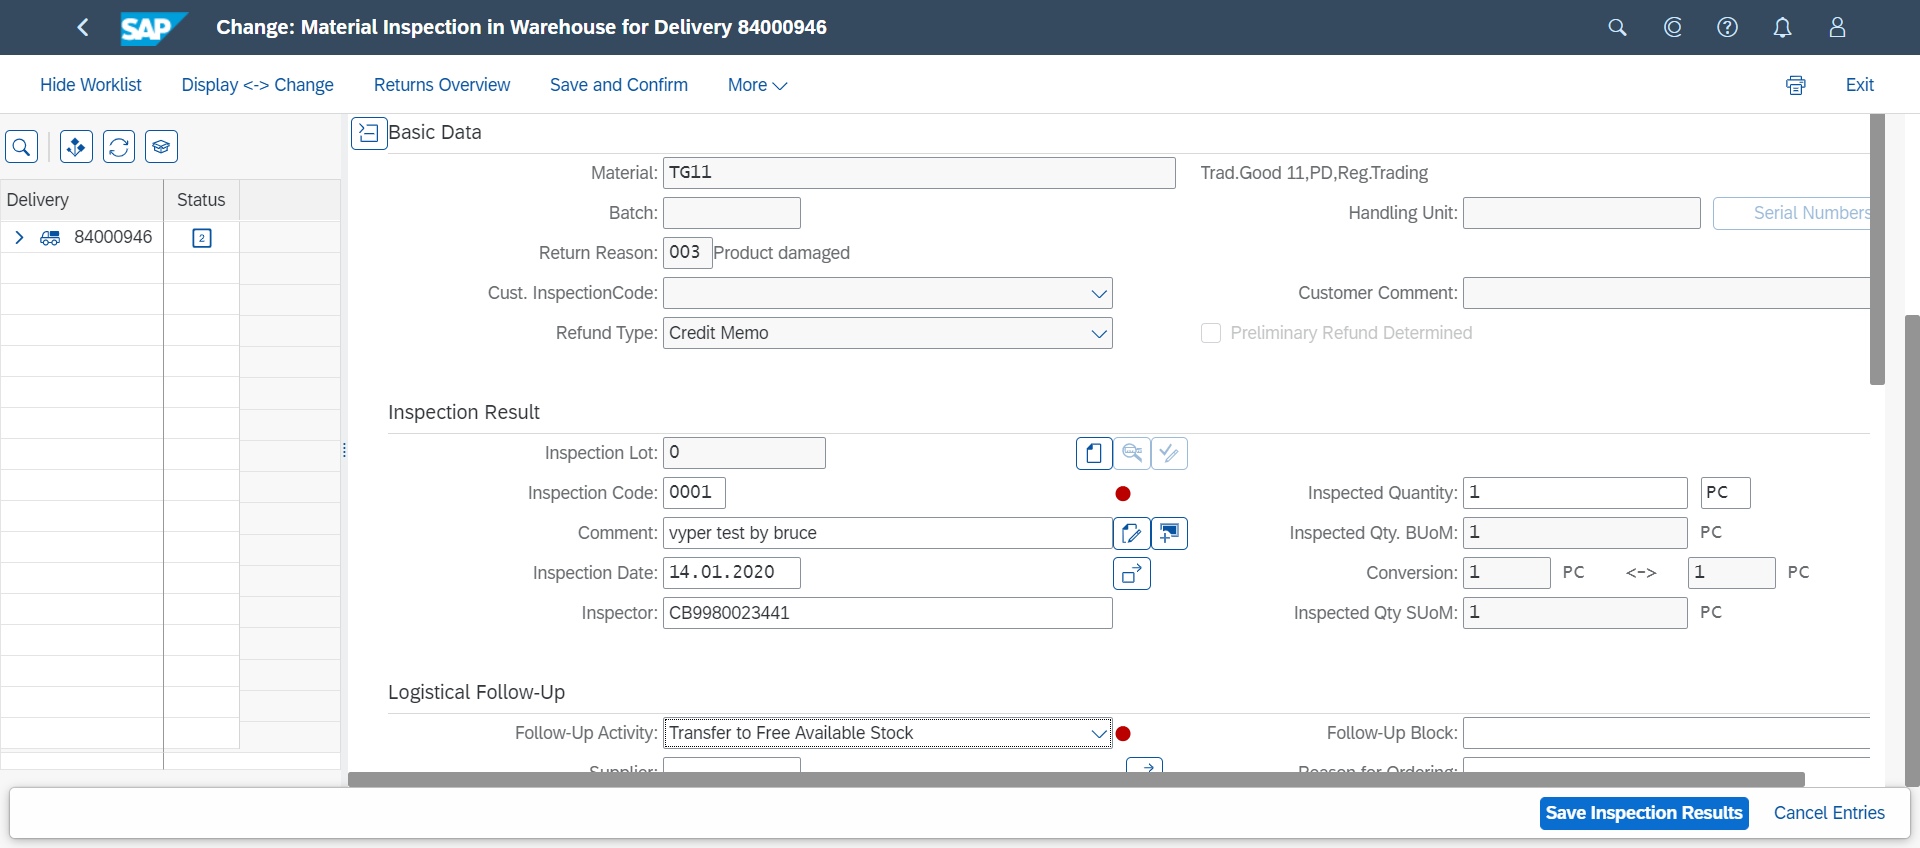 SAP Change: Material Inspection in Warehouse for Delivery 84000946
Hide Worklist Display <-> Change Returns Overview Save and Confirm More Exit
Basic Data
Material: TG11 Trad.Good 11,PD,Reg.Trading
Delivery Status
Batch: Handling Unit: Serial Numbers
84000946 2
Return Reason: 003 Product damaged
Cust. InspectionCode: Customer Comment:
Refund Type: Credit Memo Preliminary Refund Determined
Inspection Result
Inspection Lot: 0
Inspection Code: 0001 Inspected Quantity: 1 PC
Comment: vyper test by bruce Inspected Qty. BUoM: 1 PC
Inspection Date: 14.01.2020 Conversion: 1 PC <-> 1 PC
Inspector: CB9980023441 Inspected Qty SUoM: 1 PC
Logistical Follow-Up
Follow-Up Activity: Transfer to Free Available Stock Follow-Up Block:
Supplier: Reason for Ordering:
Save Inspection Results Cancel Entries